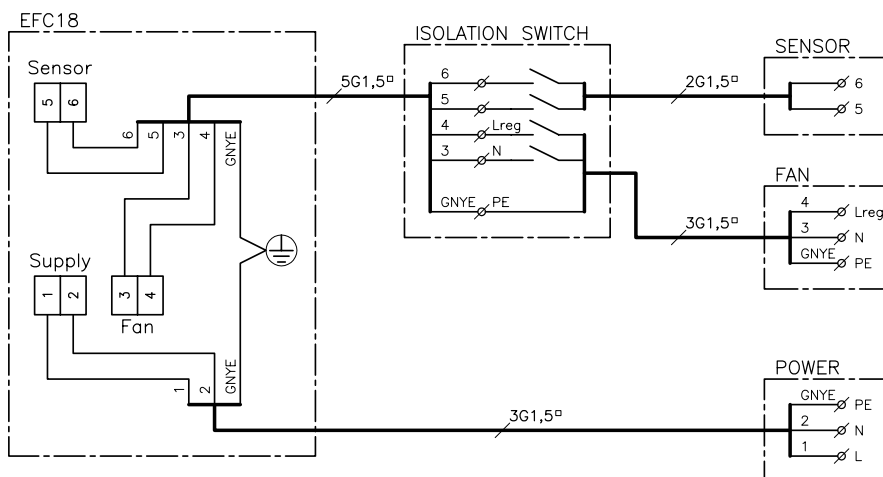 EFC18
Sensor
5 6
6 5 3 4 GNYE
Supply
1 2
3 4
Fan
1 2 GNYE
5G1,5▫
ISOLATION SWITCH
6
5
4 Lreg
3 N
GNYE PE
2G1,5▫
3G1,5▫
SENSOR
6
5
FAN
4 Lreg
3 N
GNYE PE
3G1,5▫
POWER
GNYE PE
2 N
1 L